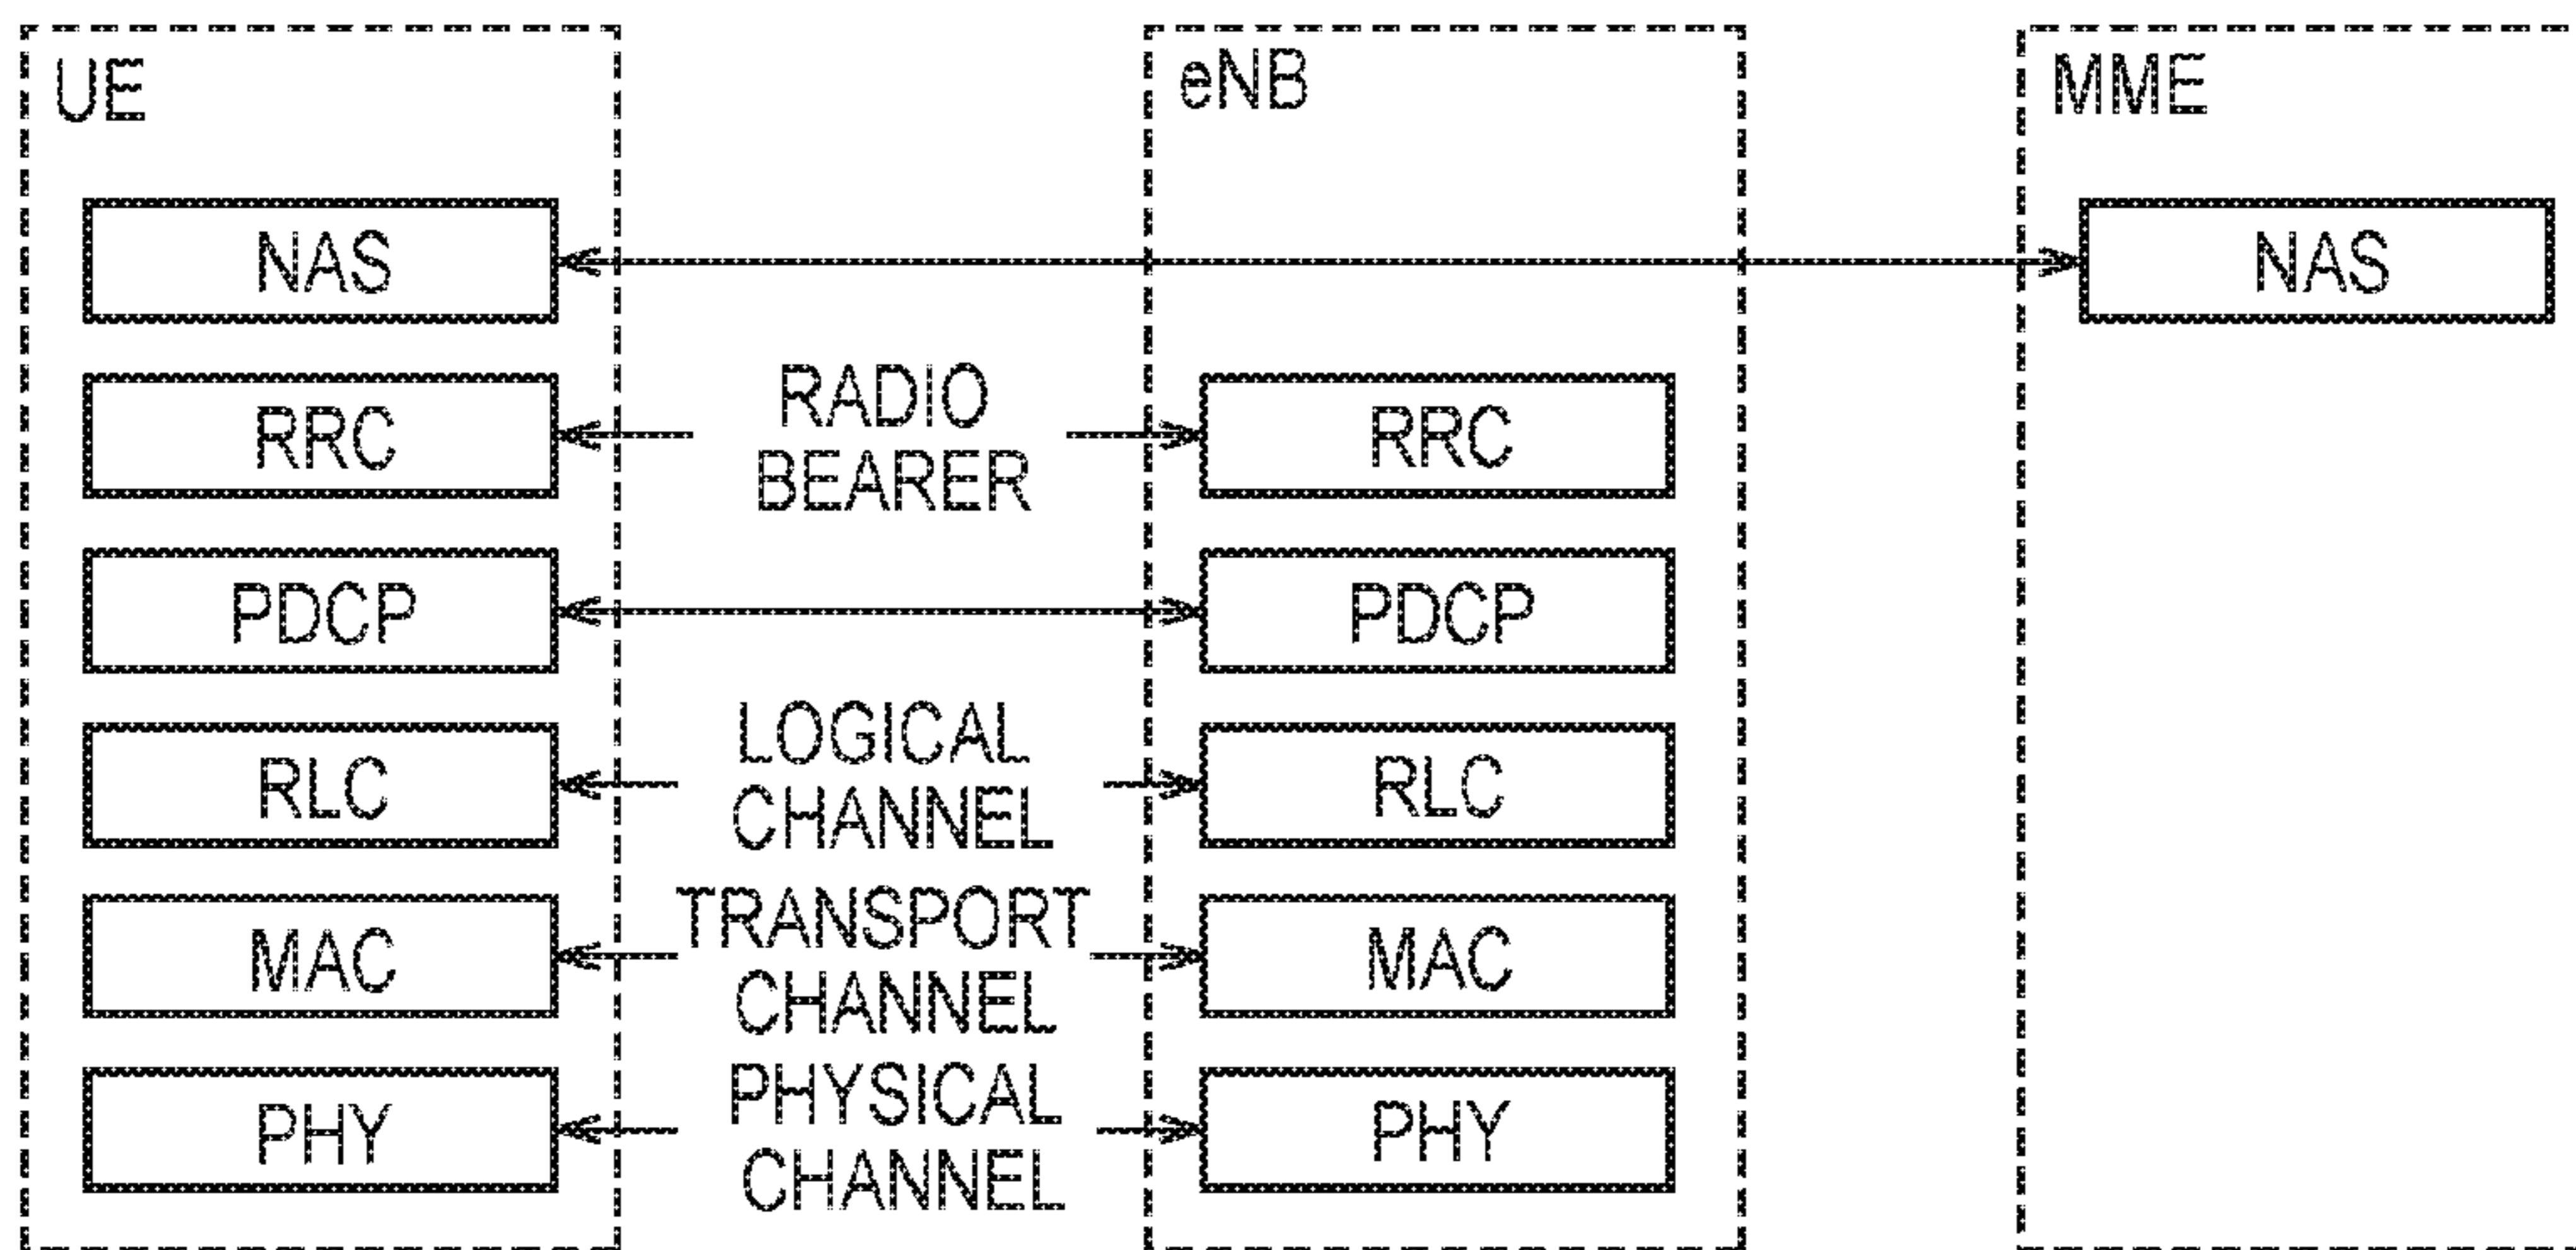 UE
eNB
MME
NAS
NAS
RRC
RADIO
BEARER
RRC
PDCP
PDCP
RLC
LOGICAL
CHANNEL
RLC
MAC
TRANSPORT
CHANNEL
MAC
PHY
PHYSICAL
CHANNEL
PHY